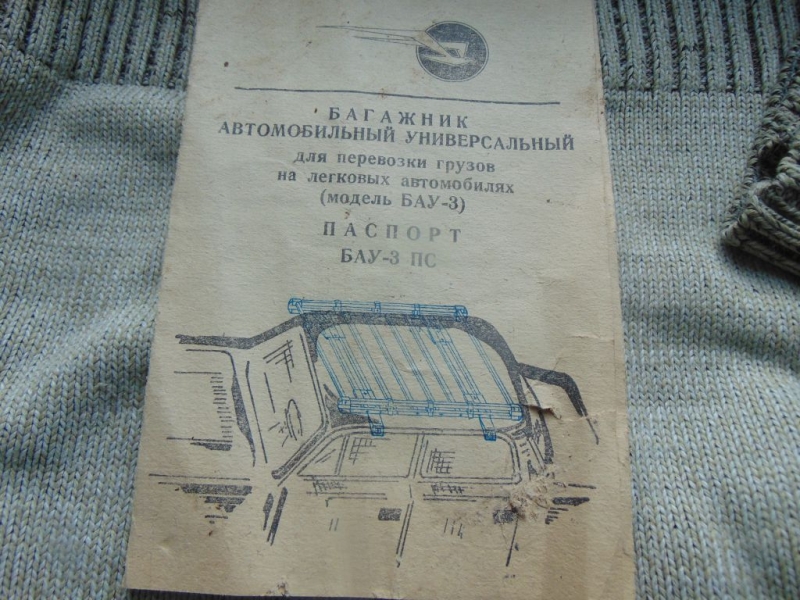 БАГАЖНИК
АВТОМОБИЛЬНЫЙ УНИВЕРСАЛЬНЫЙ
для перевозки грузов
на легковых автомобилях
(модель БАУ-3)
ПАСПОРТ
БАУ-3 ПС